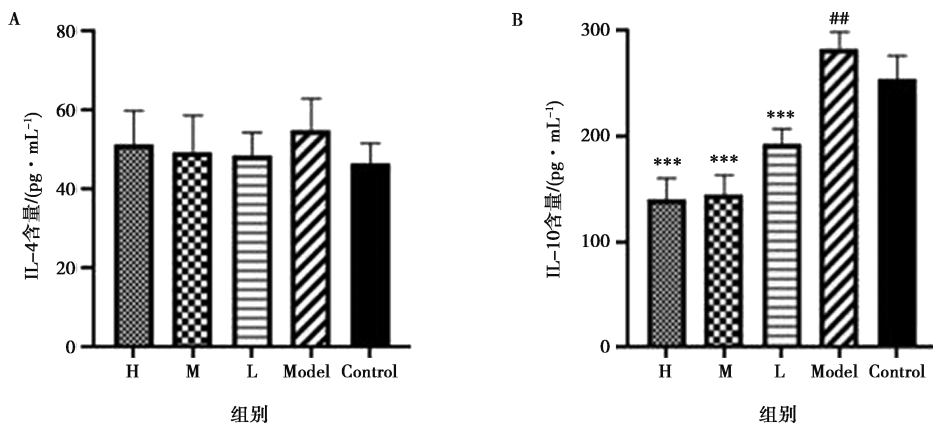 A
IL-4含量/(pg·mL⁻¹)
80
60
40
20
0
H M L Model Control
组别
B
IL-10含量/(pg·mL⁻¹)
300
200
100
0
***
***
***
##
H M L Model Control
组别